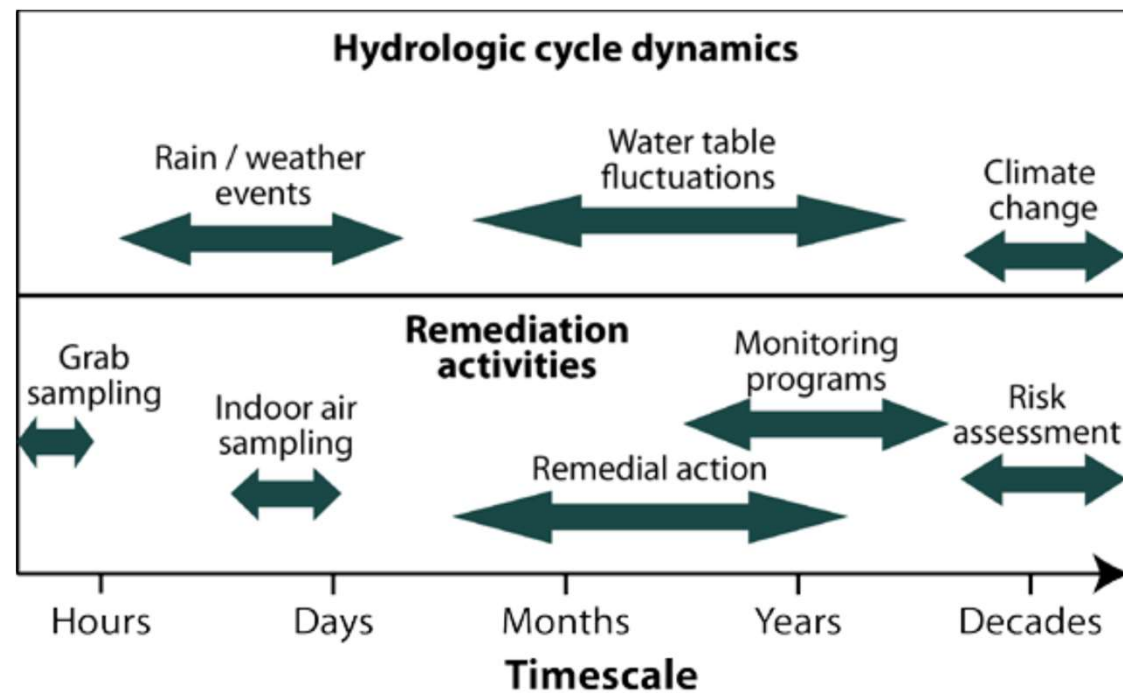 Hydrologic cycle dynamics
Rain / weather
events
Water table
fluctuations
Climate
change
Remediation
activities
Grab
sampling
Indoor air
sampling
Monitoring
programs
Remedial action
Risk
assessment
Hours
Days
Months
Years
Decades
Timescale